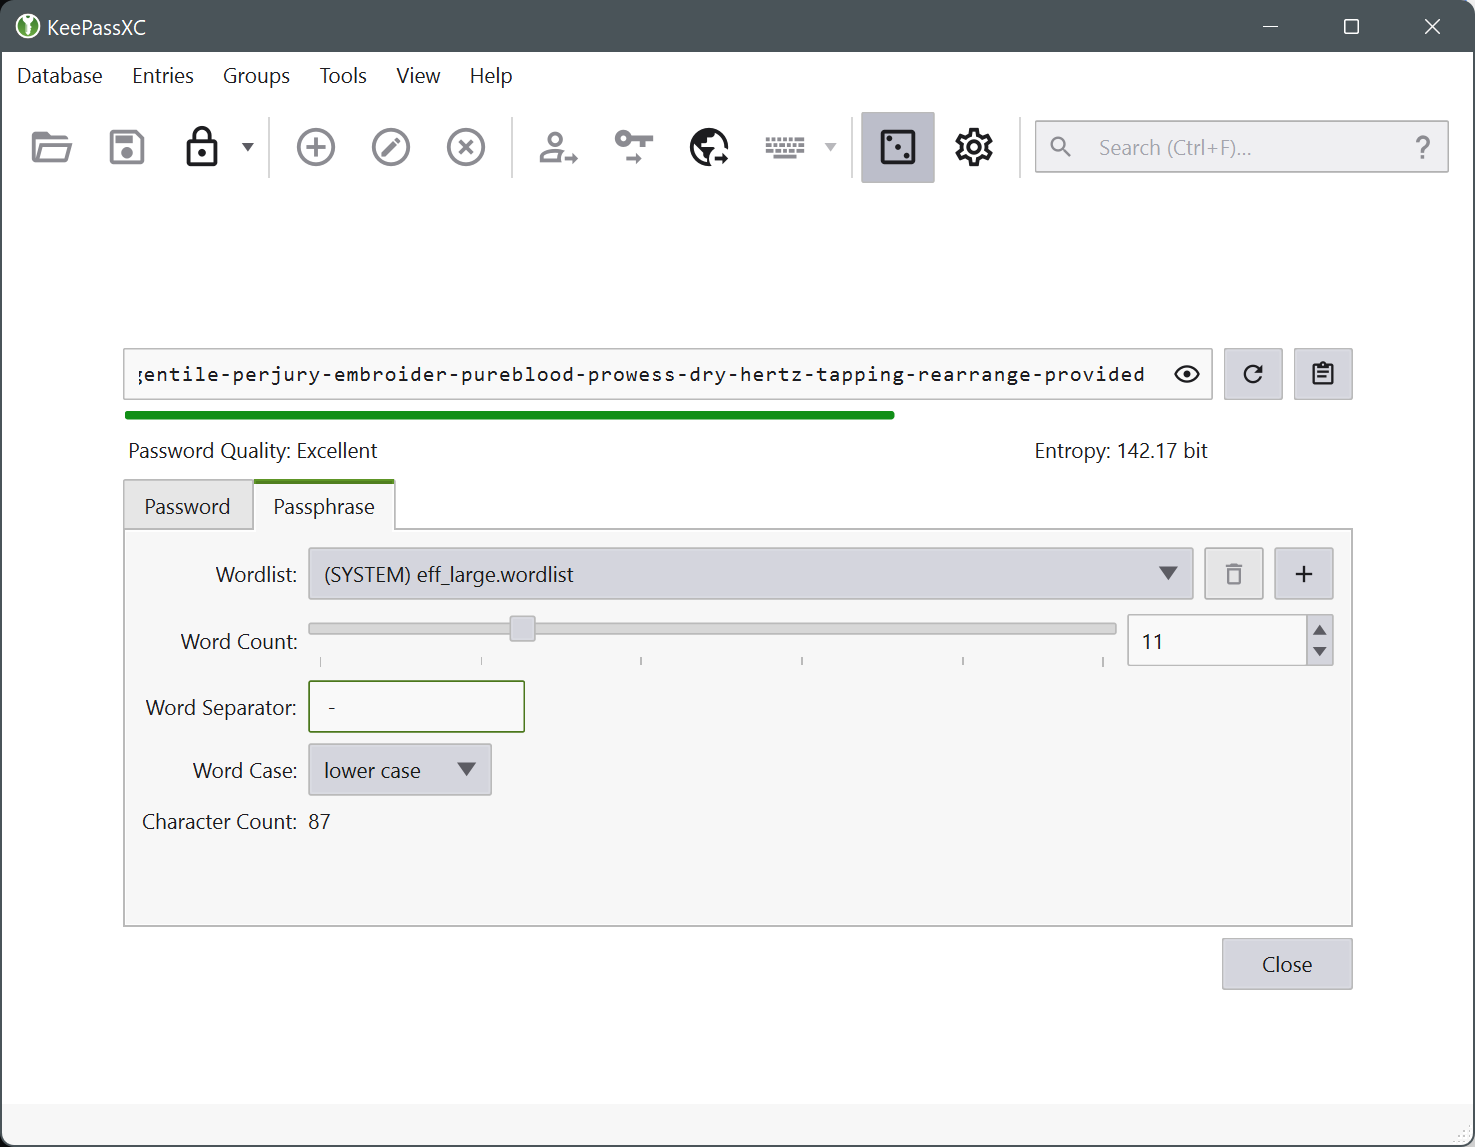 KeePassXC
Database Entries Groups Tools View Help
Search (Ctrl+F)... ?
gentile-perjury-embroider-pureblood-prowess-dry-hertz-tapping-rearrange-provided
Password Quality: Excellent Entropy: 142.17 bit
Password Passphrase
Wordlist: (SYSTEM) eff_large.wordlist
Word Count: 11
Word Separator: -
Word Case: lower case
Character Count: 87
Close